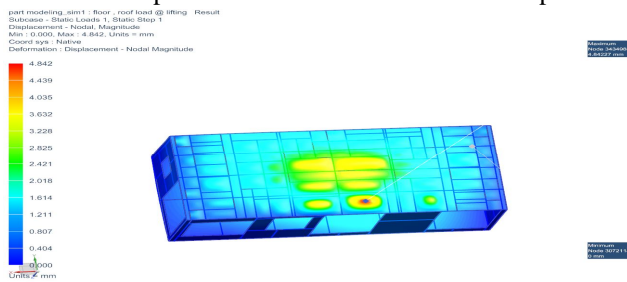 part modeling_sim1 : floor , roof load @ lifting Result
Subcase - Static Loads 1, Static Step 1
Displacement - Nodal, Magnitude
Min : 0.000, Max : 4.842, Units = mm
Coord sys : Native
Deformation : Displacement - Nodal Magnitude
4.842
4.439
4.035
3.632
3.228
2.825
2.421
2.018
1.614
1.211
0.807
0.404
0.000
Units = mm
Maximum
Node 343498
4.84227 mm
Minimum
Node 307211
0 mm